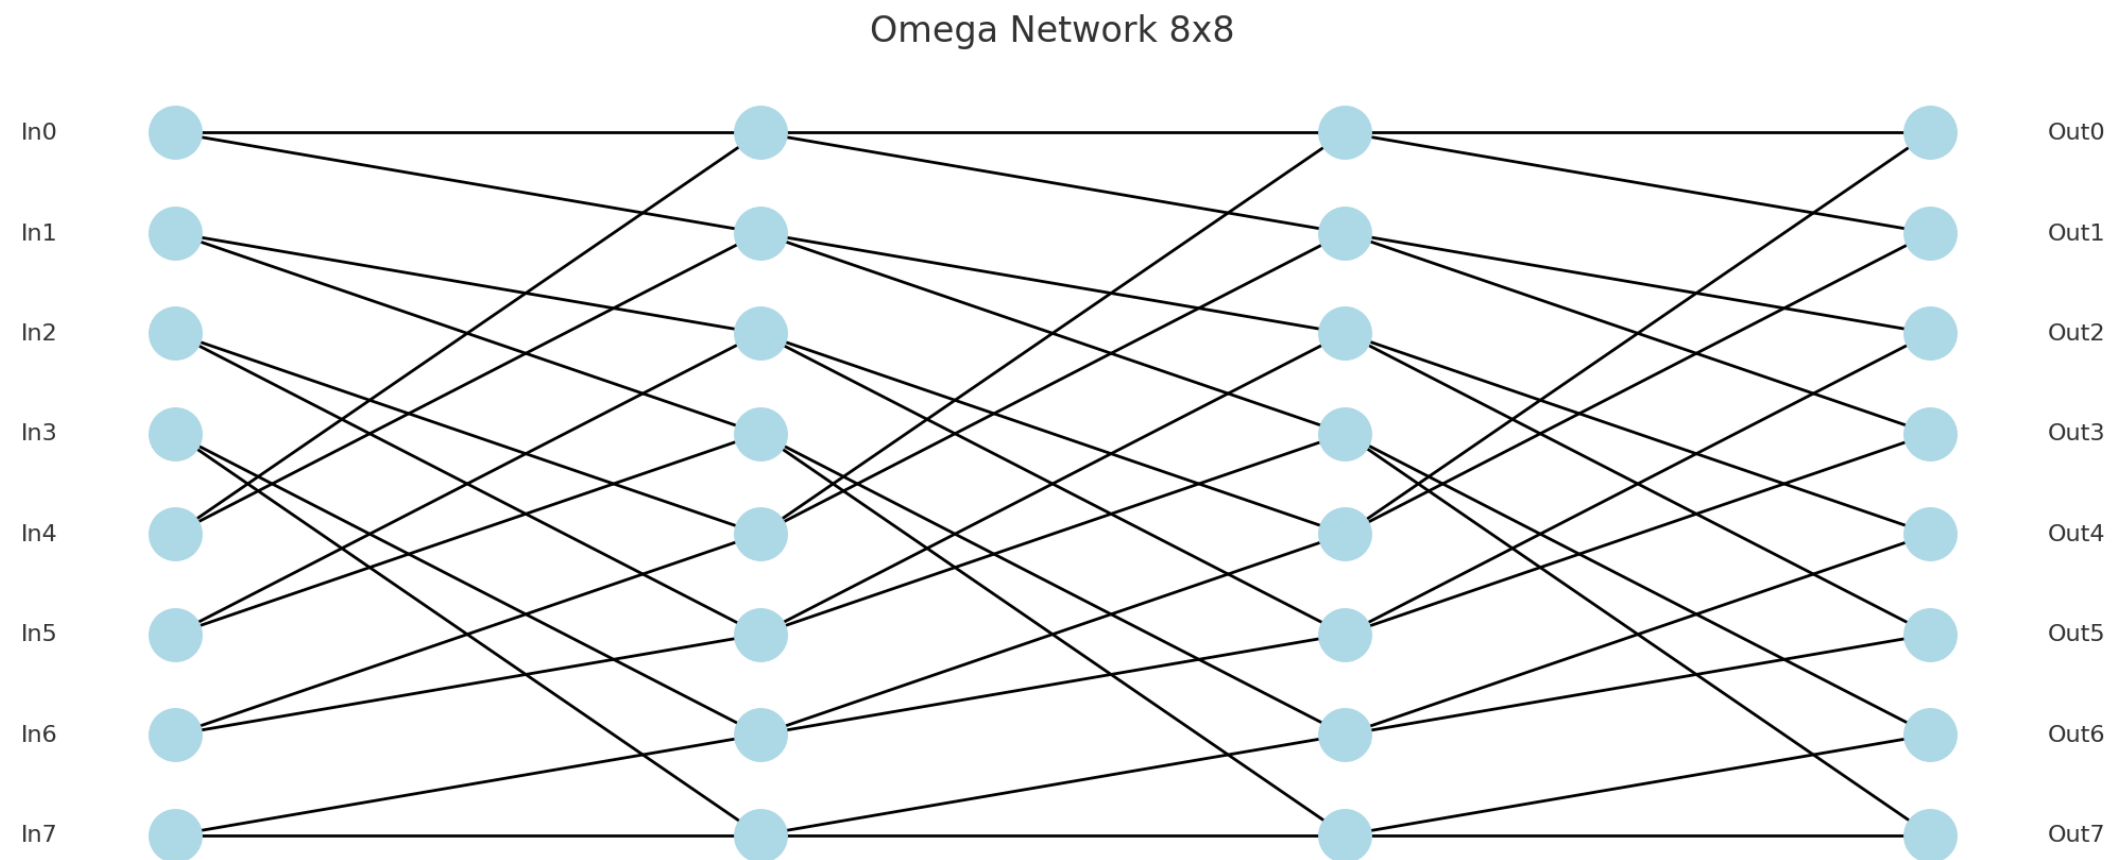 Omega Network 8x8
In0
Out0
In1
Out1
In2
Out2
In3
Out3
In4
Out4
In5
Out5
In6
Out6
In7
Out7